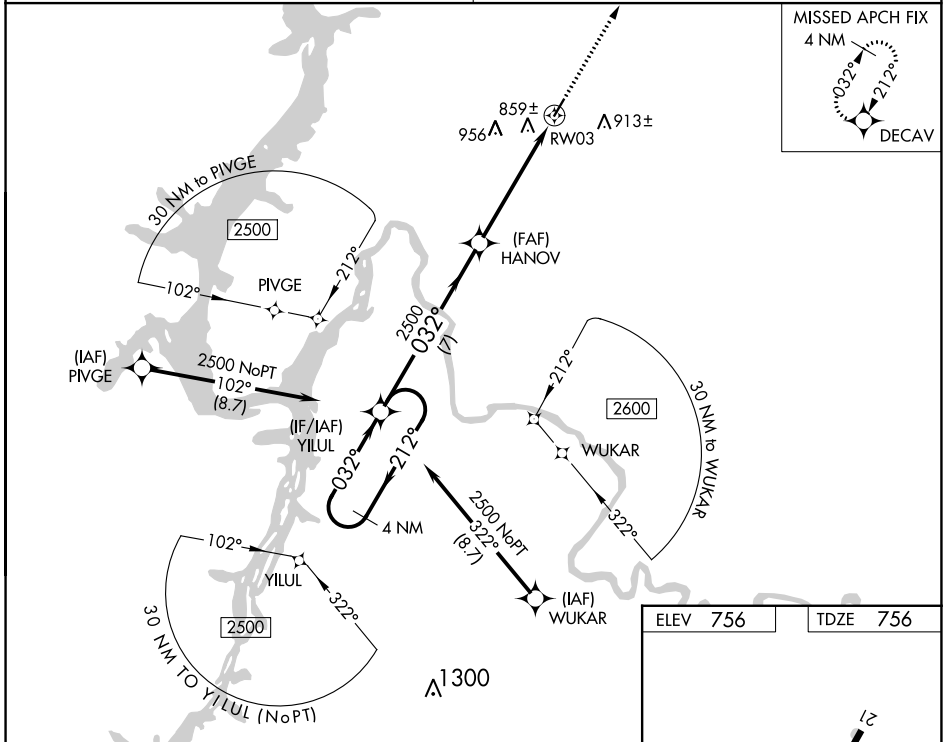 MISSED APCH FIX
4 NM
032°
212°
DECAV
859±
956
913±
RW03
30 NM to PIVGE
2500
212°
102°
PIVGE
(FAF)
HANOV
2500
032°
(7)
(IAF)
PIVGE
2500 NoPT
102°
(8.7)
(IF/IAF)
YILUL
032°
212°
4 NM
212°
2600
30 NM to WUKAR
WUKAR
322°
2500 NoPT
322°
(8.7)
(IAF)
WUKAR
102°
YILUL
322°
2500
30 NM TO YILUL (NoPT)
1300
ELEV 756
TDZE 756
21